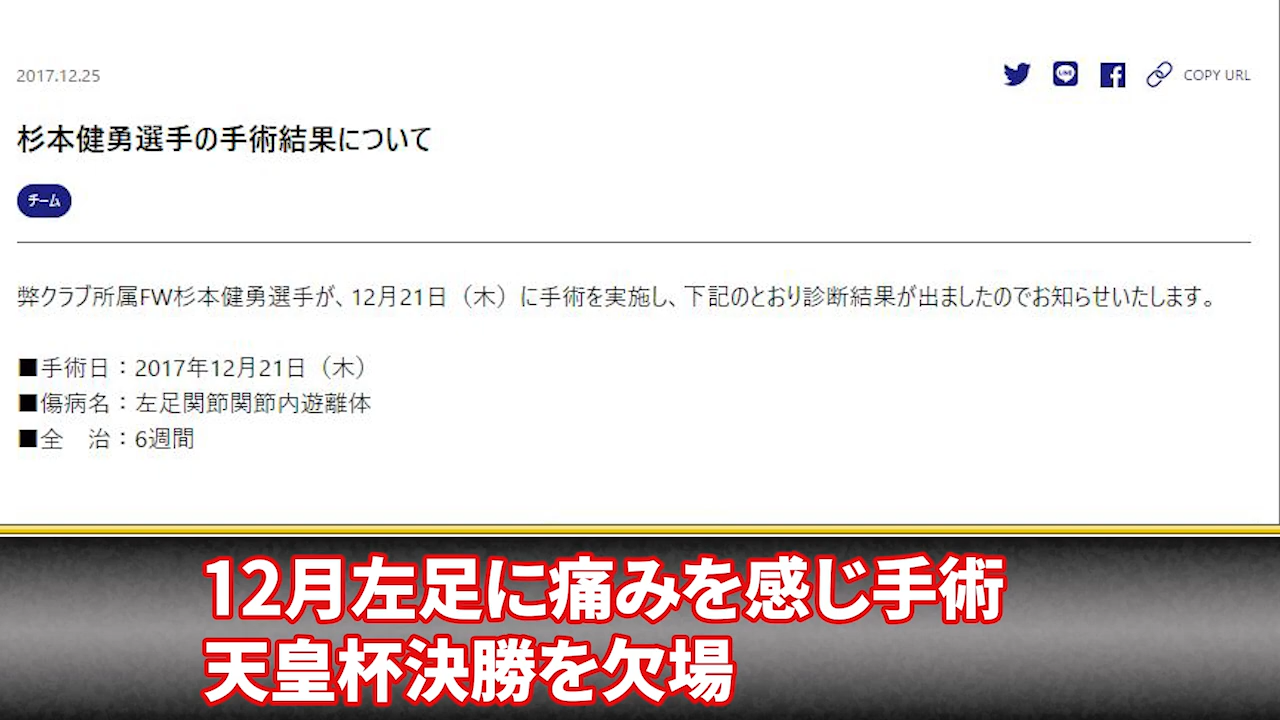 2017.12.25
LINE
COPY URL
杉本健勇選手の手術結果について
チーム
弊クラブ所属FW杉本健勇選手が、12月21日（木）に手術を実施し、下記のとおり診断結果が出ましたのでお知らせいたします。
■手術日：2017年12月21日（木）
■傷病名：左足関節関節内遊離体
■全　治：6週間
12月左足に痛みを感じ手術
天皇杯決勝を欠場